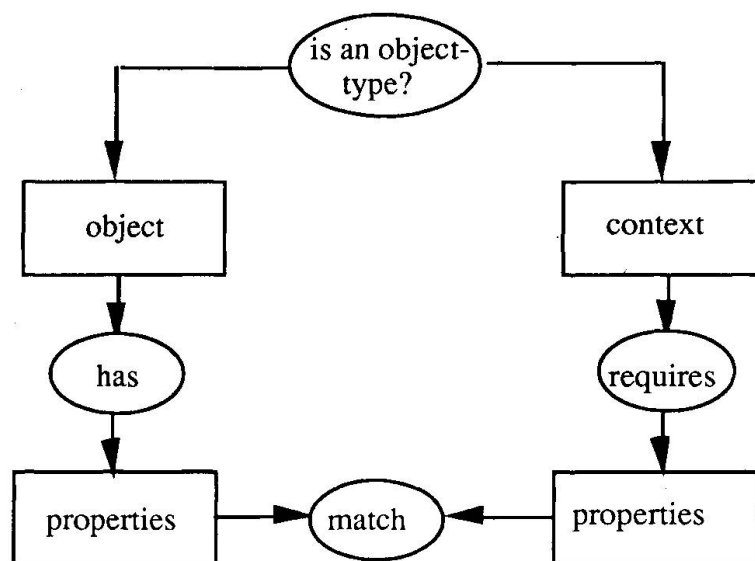 is an object-
type?
object
context
has
requires
properties
match
properties